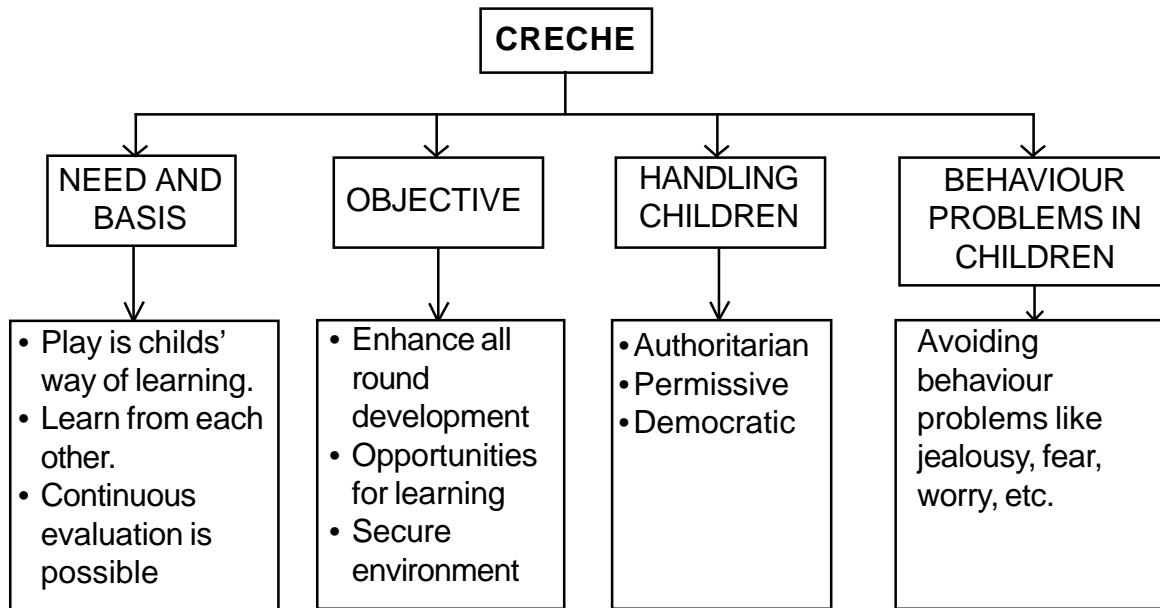 CRECHE
NEED AND
BASIS
OBJECTIVE
HANDLING
CHILDREN
BEHAVIOUR
PROBLEMS IN
CHILDREN
• Play is childs'
way of learning.
• Learn from each
other.
• Continuous
evaluation is
possible
• Enhance all
round
development
• Opportunities
for learning
• Secure
environment
• Authoritarian
• Permissive
• Democratic
Avoiding
behaviour
problems like
jealousy, fear,
worry, etc.